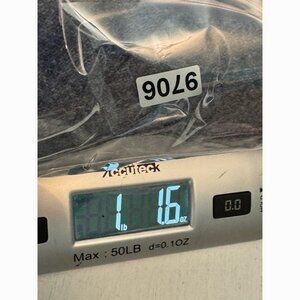 9706
Accuteck
1 lb 1.6 oz
0.0
Max : 50LB d=0.1OZ